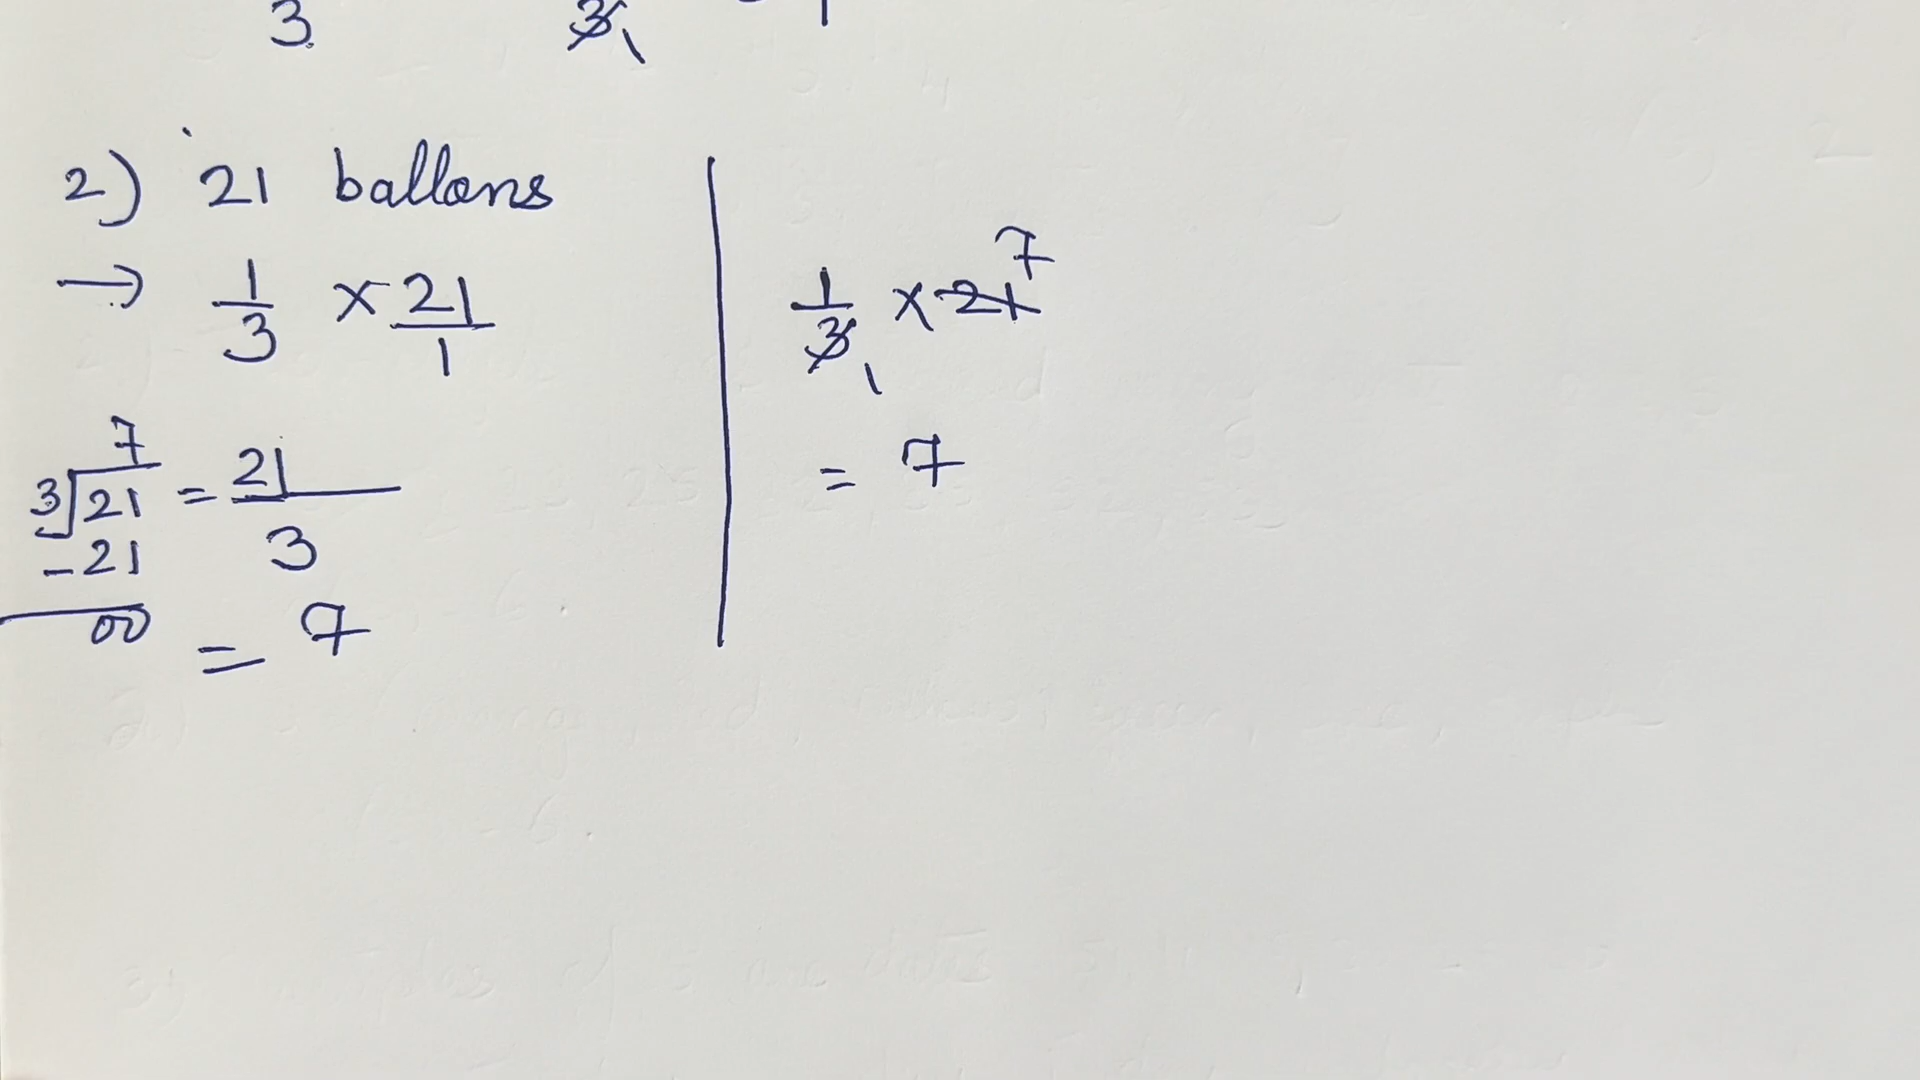 3 3 1
2) 21 ballons
→ 1/3 × 21/1
7
3 21 = 21/3
-21
00 = 7
7
1/3 × 21
1
= 7